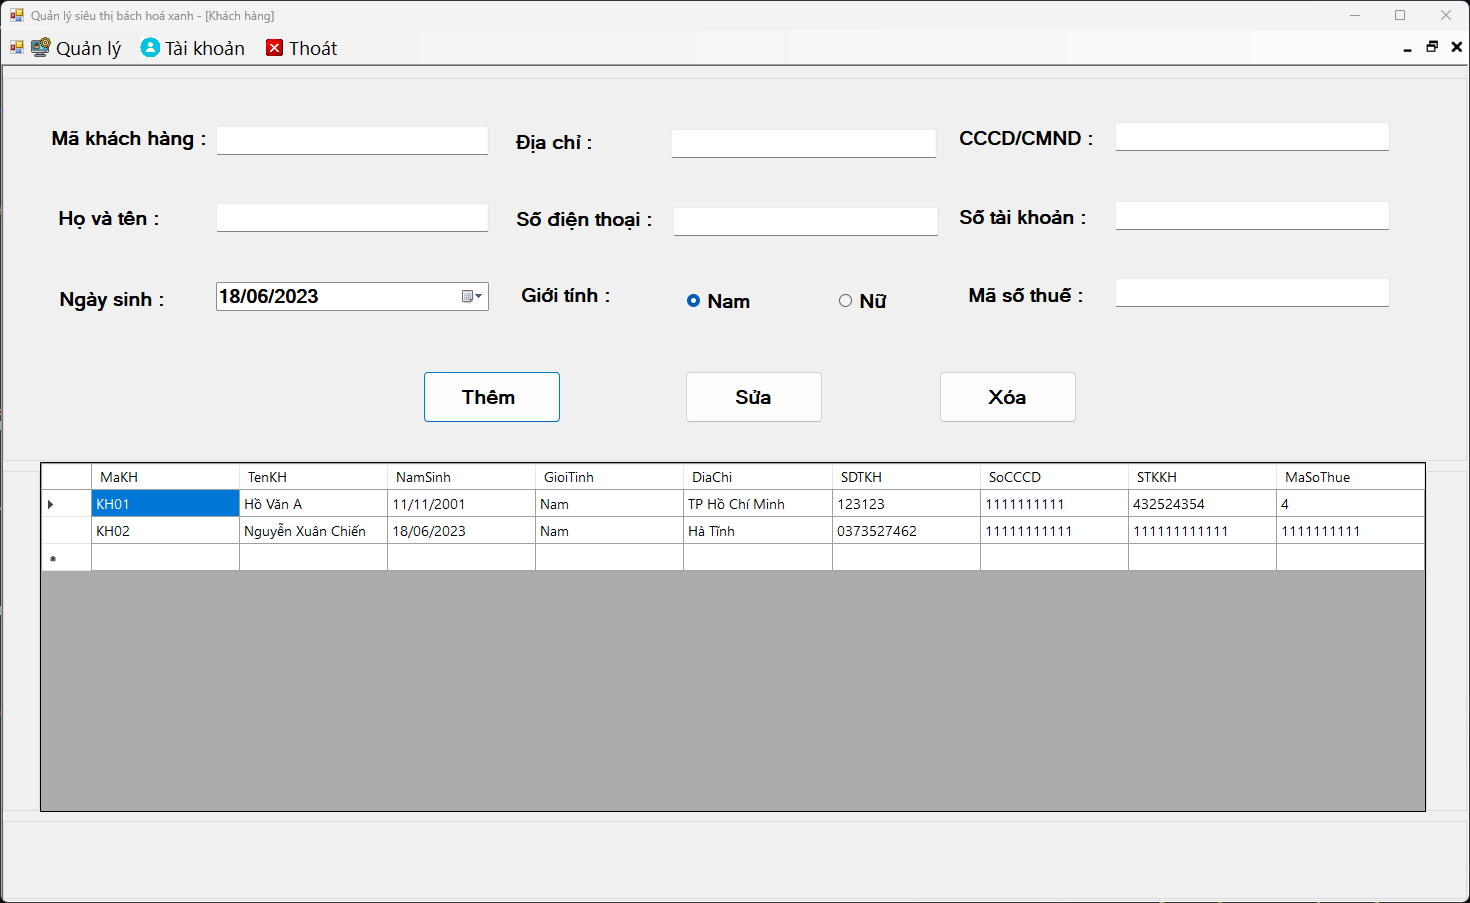 Quản lý siêu thị bách hoá xanh - [Khách hàng]
Quản lý Tài khoản Thoát
Mã khách hàng : Địa chỉ : CCCD/CMND :
Họ và tên : Số điện thoại : Số tài khoản :
Ngày sinh : 18/06/2023 Giới tính : Nam Nữ Mã số thuế :
Thêm Sửa Xóa
MaKH TenKH NamSinh GioiTinh DiaChi SDTKH SoCCCD STKKH MaSoThue
KH01 Hồ Văn A 11/11/2001 Nam TP Hồ Chí Minh 123123 1111111111 432524354 4
KH02 Nguyễn Xuân Chiến 18/06/2023 Nam Hà Tĩnh 0373527462 11111111111 111111111111 1111111111